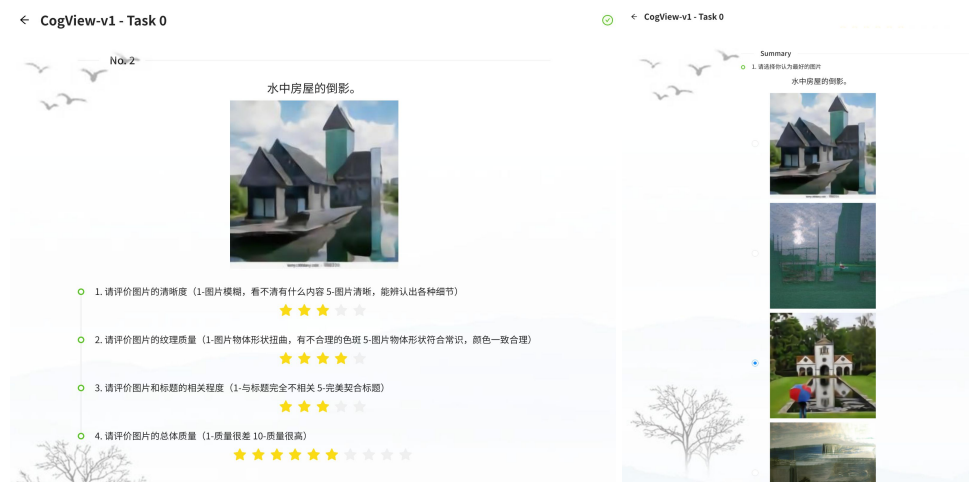 CogView-v1 - Task 0
No. 2
水中房屋的倒影。
1. 请评价图片的清晰度（1-图片模糊，看不清有什么内容 5-图片清晰，能辨认出各种细节）
2. 请评价图片的纹理质量（1-图片物体形状扭曲，有不合理的色斑 5-图片物体形状符合常识，颜色一致合理）
3. 请评价图片和标题的相关程度（1-与标题完全不相关 5-完美契合标题）
4. 请评价图片的总体质量（1-质量很差 10-质量很高）
CogView-v1 - Task 0
Summary
1. 请选择你认为最好的图片
水中房屋的倒影。